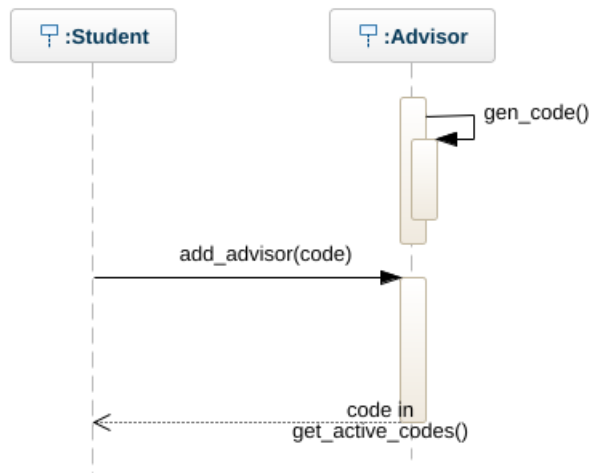 :Student
:Advisor
gen_code()
add_advisor(code)
code in
get_active_codes()